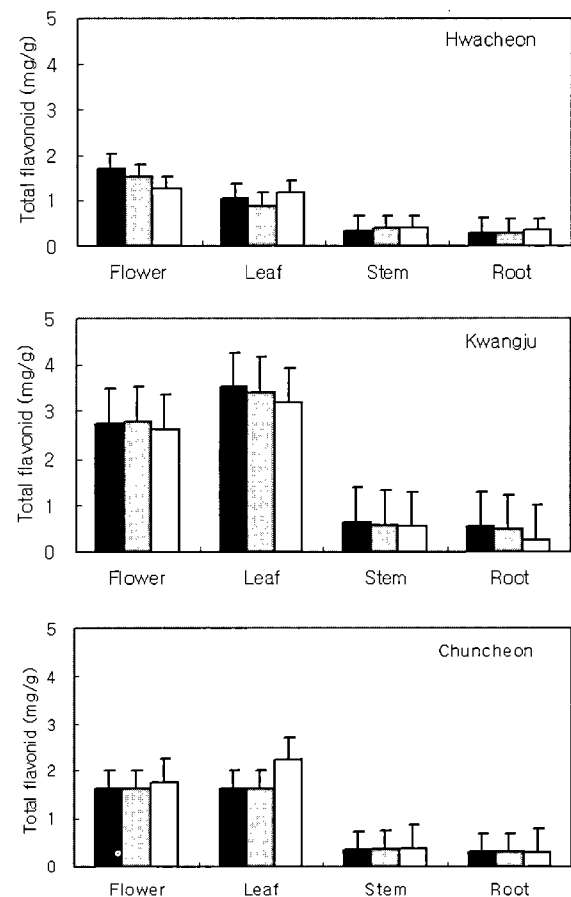 Total flavonoid (mg/g)
5
4
3
2
1
0
Hwacheon
Flower Leaf Stem Root
Total flavonid (mg/g)
5
4
3
2
1
0
Kwangju
Flower Leaf Stem Root
Total flavonid (mg/g)
5
4
3
2
1
0
Chuncheon
Flower Leaf Stem Root